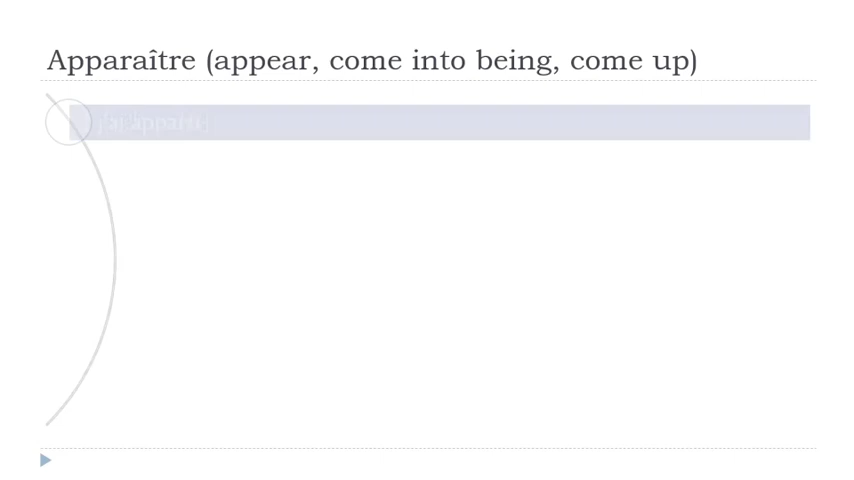 Apparaître (appear, come into being, come up)
j'ai apparu